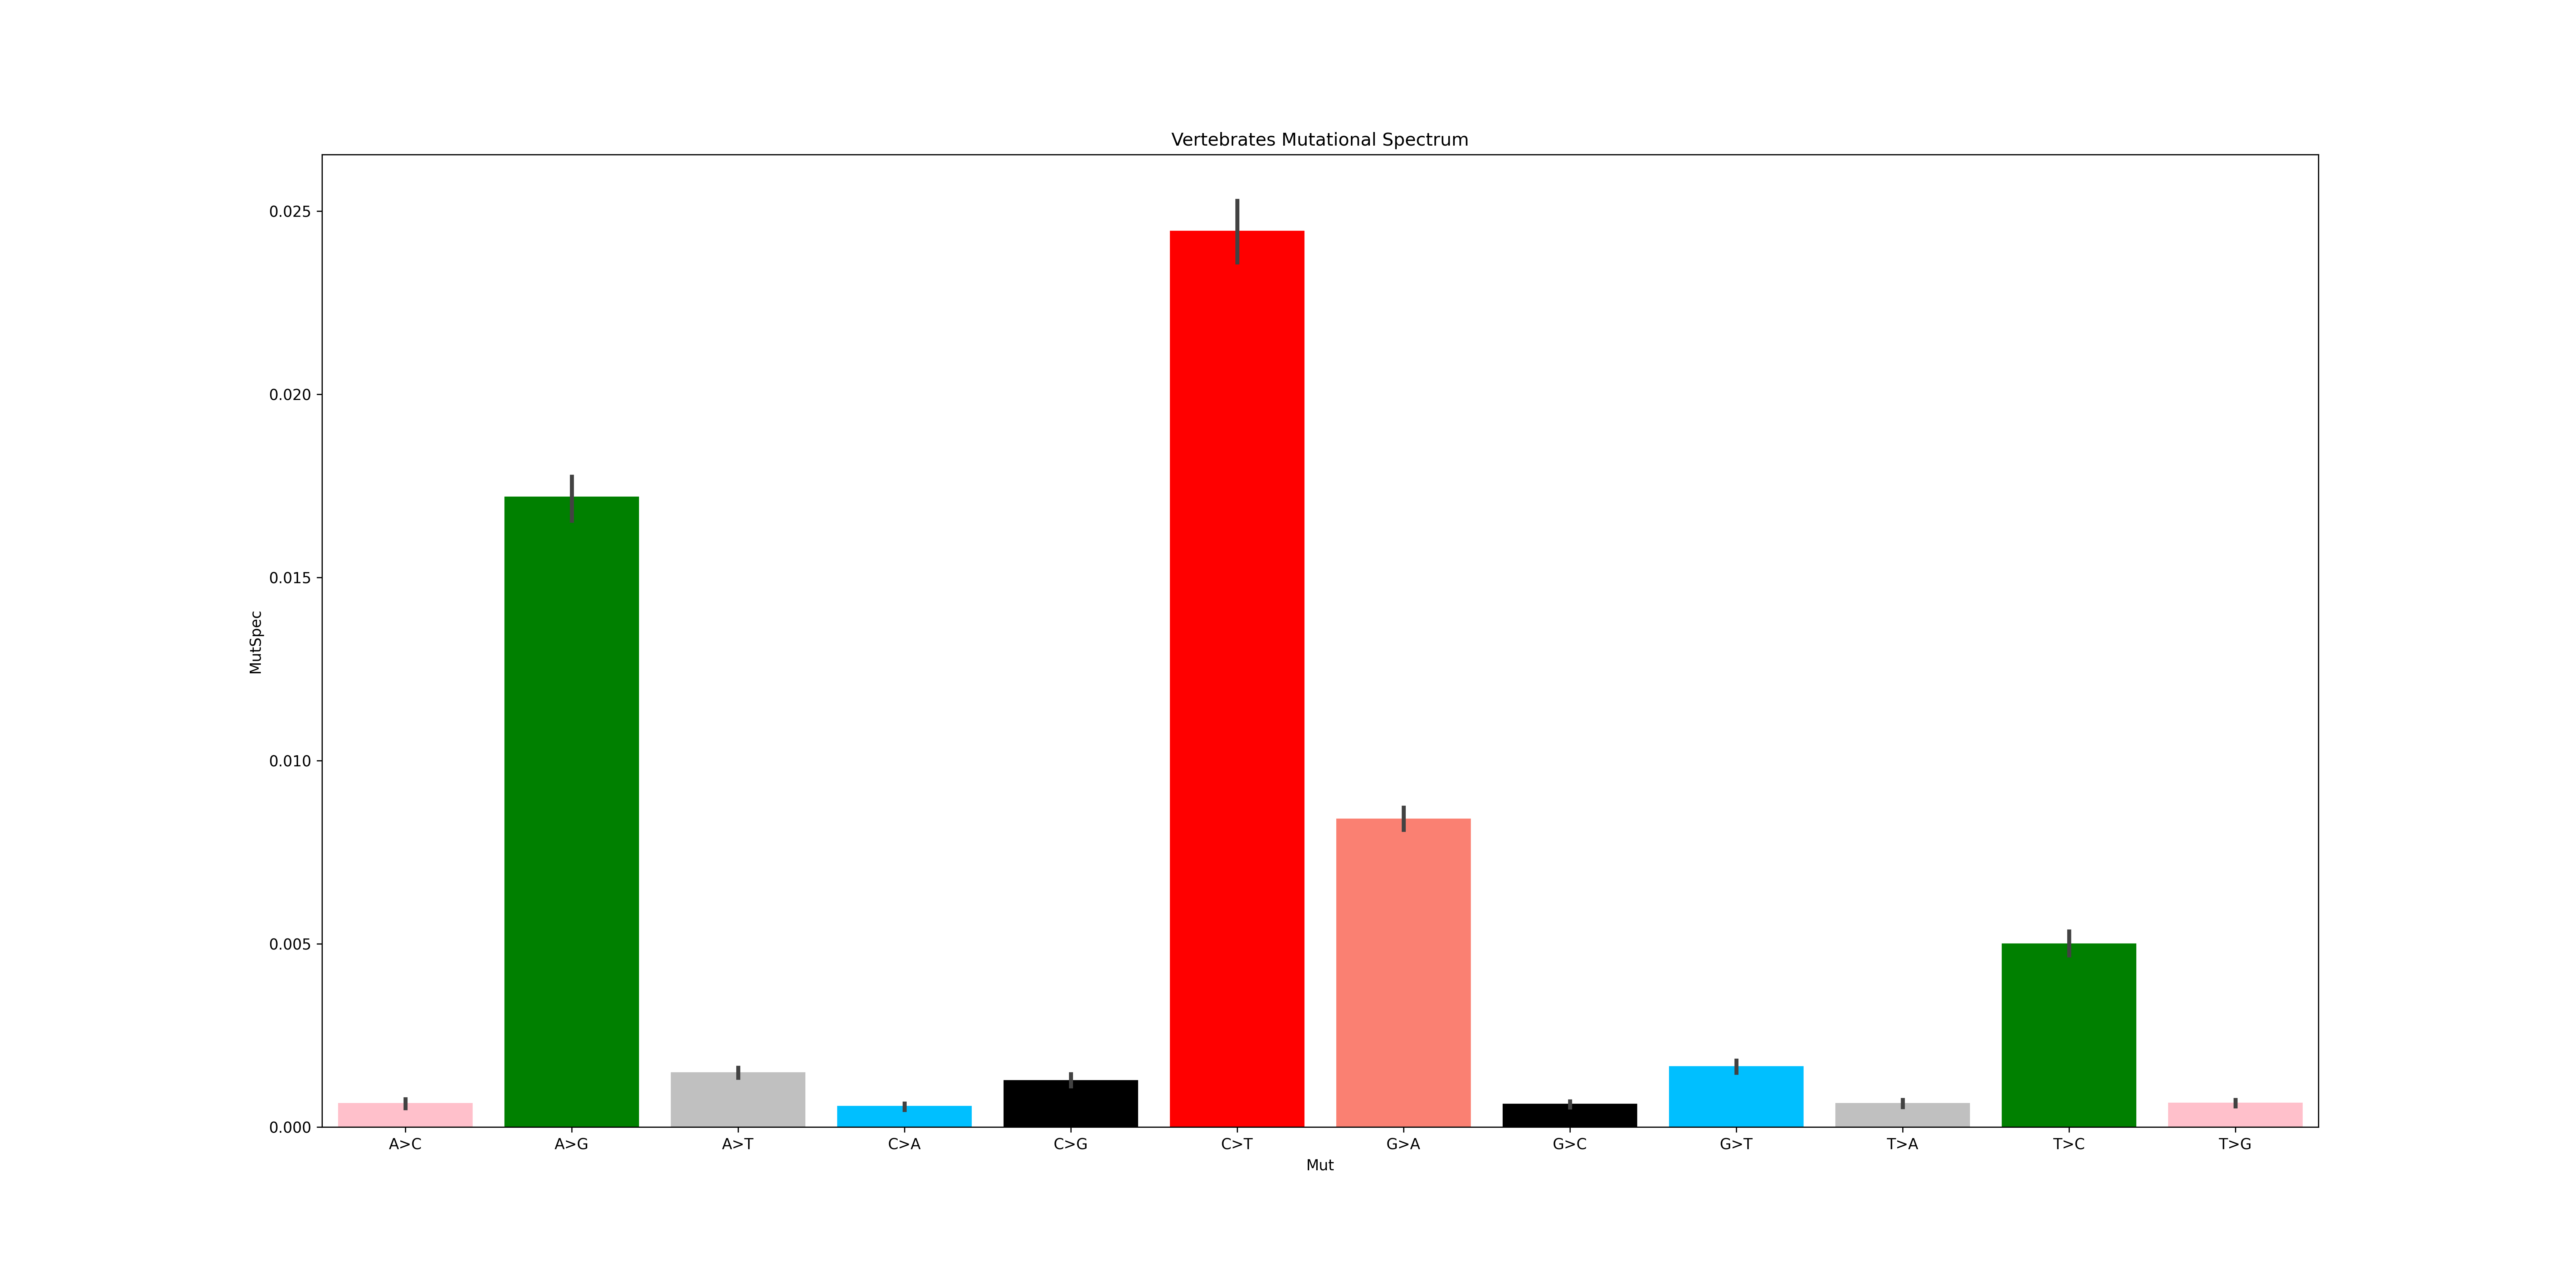 Vertebrates Mutational Spectrum
0.025
0.020
0.015
0.010
0.005
0.000
MutSpec
A>C A>G A>T C>A C>G C>T G>A G>C G>T T>A T>C T>G
Mut